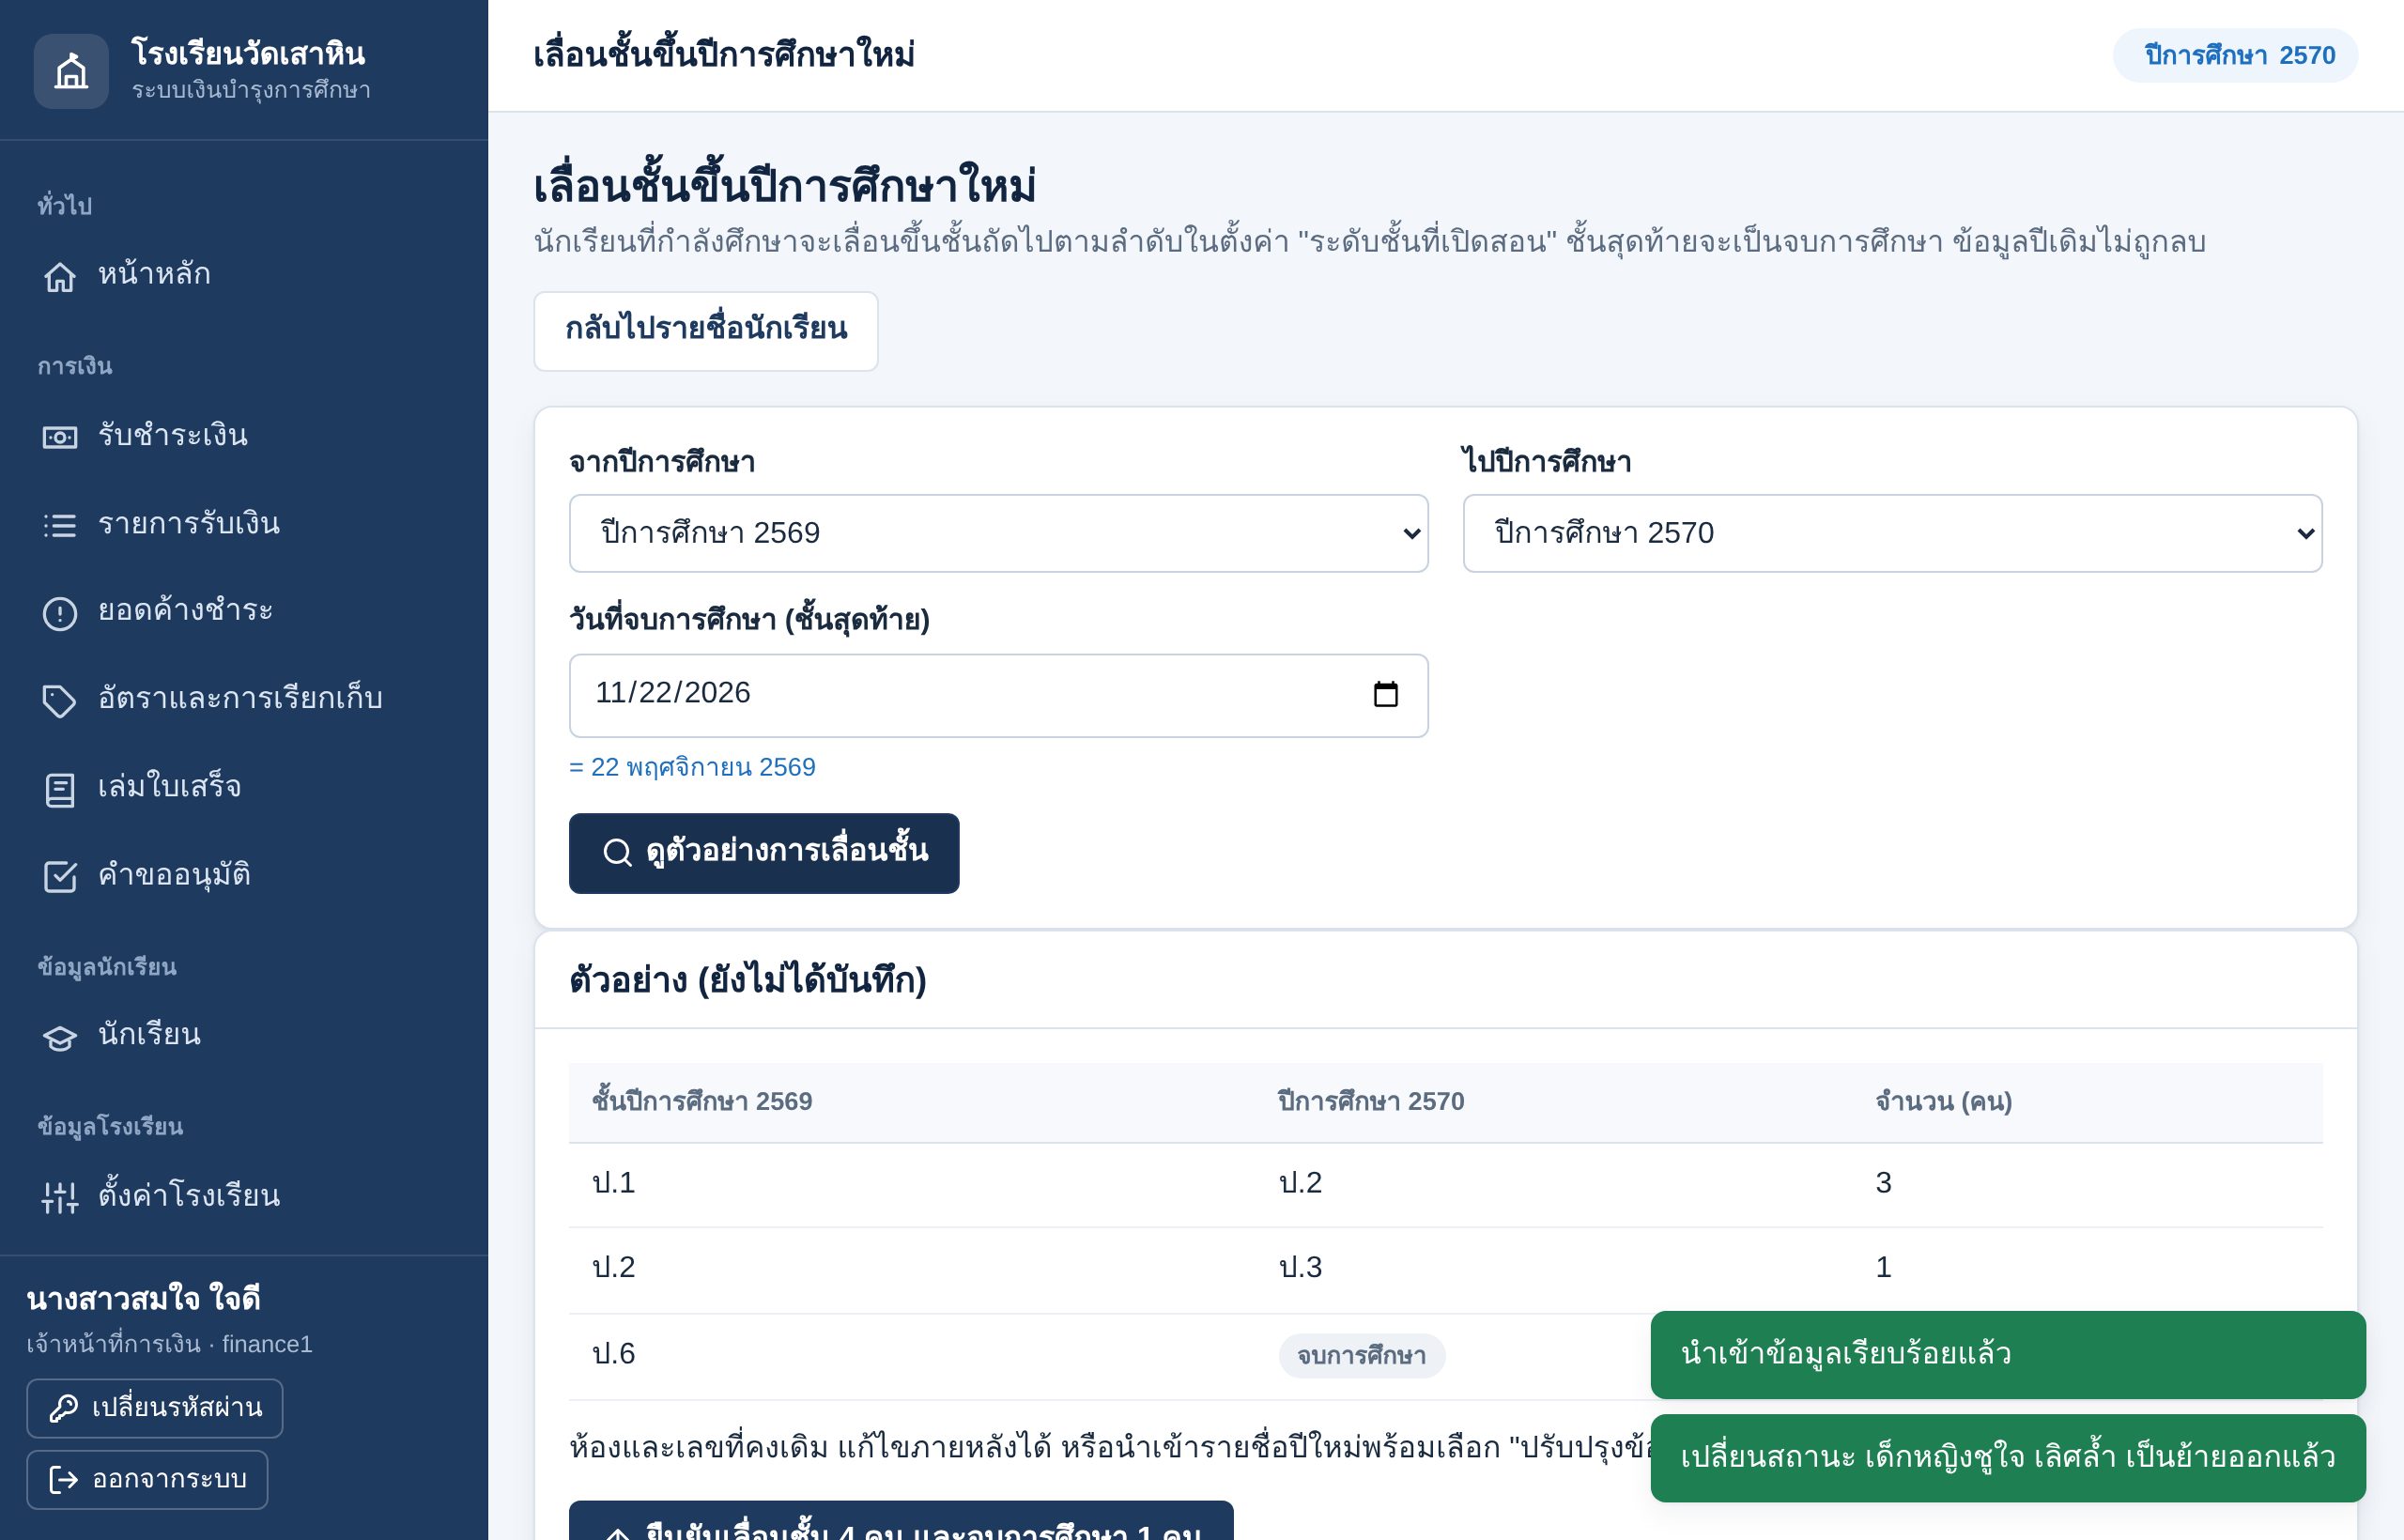 โรงเรียนวัดเสาหิน
ระบบเงินบำรุงการศึกษา
ทั่วไป
หน้าหลัก
การเงิน
รับชำระเงิน
รายการรับเงิน
ยอดค้างชำระ
อัตราและการเรียกเก็บ
เล่มใบเสร็จ
คำขออนุมัติ
ข้อมูลนักเรียน
นักเรียน
ข้อมูลโรงเรียน
ตั้งค่าโรงเรียน
นางสาวสมใจ ใจดี
เจ้าหน้าที่การเงิน · finance1
เปลี่ยนรหัสผ่าน
ออกจากระบบ
เลื่อนชั้นขึ้นปีการศึกษาใหม่
ปีการศึกษา 2570
เลื่อนชั้นขึ้นปีการศึกษาใหม่
นักเรียนที่กำลังศึกษาจะเลื่อนขึ้นชั้นถัดไปตามลำดับในตั้งค่า "ระดับชั้นที่เปิดสอน" ชั้นสุดท้ายจะเป็นจบการศึกษา ข้อมูลปีเดิมไม่ถูกลบ
กลับไปรายชื่อนักเรียน
จากปีการศึกษา
ปีการศึกษา 2569
ไปปีการศึกษา
ปีการศึกษา 2570
วันที่จบการศึกษา (ชั้นสุดท้าย)
11/22/2026
= 22 พฤศจิกายน 2569
ดูตัวอย่างการเลื่อนชั้น
ตัวอย่าง (ยังไม่ได้บันทึก)
ชั้นปีการศึกษา 2569 ปีการศึกษา 2570 จำนวน (คน)
ป.1 ป.2 3
ป.2 ป.3 1
ป.6 จบการศึกษา
ห้องและเลขที่คงเดิม แก้ไขภายหลังได้ หรือนำเข้ารายชื่อปีใหม่พร้อมเลือก "ปรับปรุงข้อ
ยืนยันเลื่อนชั้น 4 คน และจบการศึกษา 1 คน
นำเข้าข้อมูลเรียบร้อยแล้ว
เปลี่ยนสถานะ เด็กหญิงชูใจ เลิศล้ำ เป็นย้ายออกแล้ว